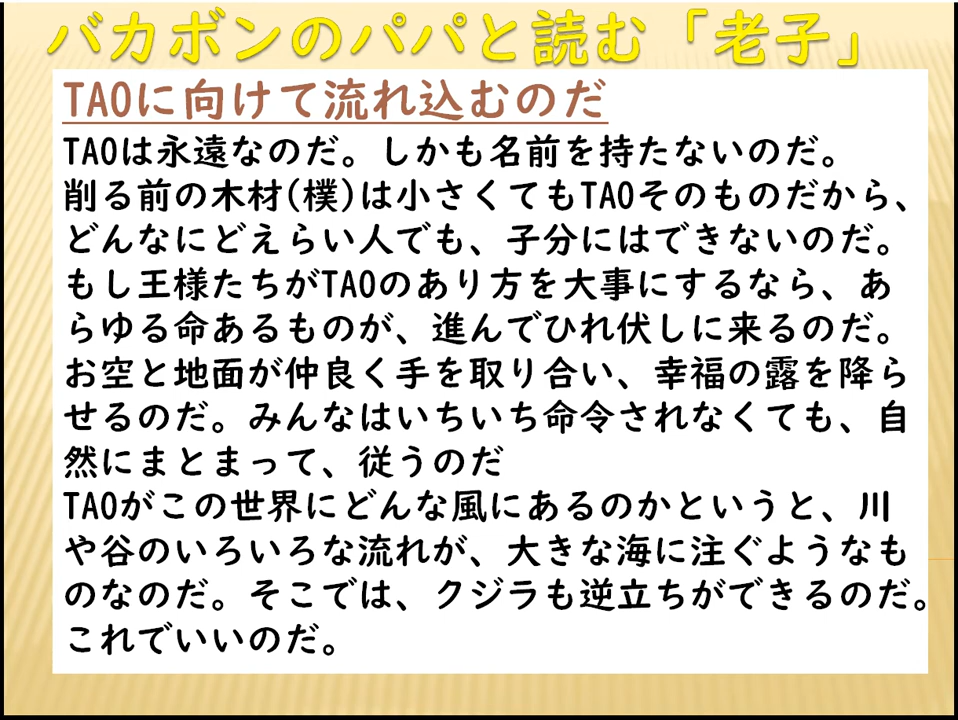 バカボンのパパと読む「老子」
TAOに向けて流れ込むのだ
TAOは永遠なのだ。しかも名前を持たないのだ。
削る前の木材(樸)は小さくてもTAOそのものだから、
どんなにどえらい人でも、子分にはできないのだ。
もし王様たちがTAOのあり方を大事にするなら、あ
らゆる命あるものが、進んでひれ伏しに来るのだ。
お空と地面が仲良く手を取り合い、幸福の露を降ら
せるのだ。みんなはいちいち命令されなくても、自
然にまとまって、従うのだ
TAOがこの世界にどんな風にあるのかというと、川
や谷のいろいろな流れが、大きな海に注ぐようなも
のなのだ。そこでは、クジラも逆立ちができるのだ。
これでいいのだ。